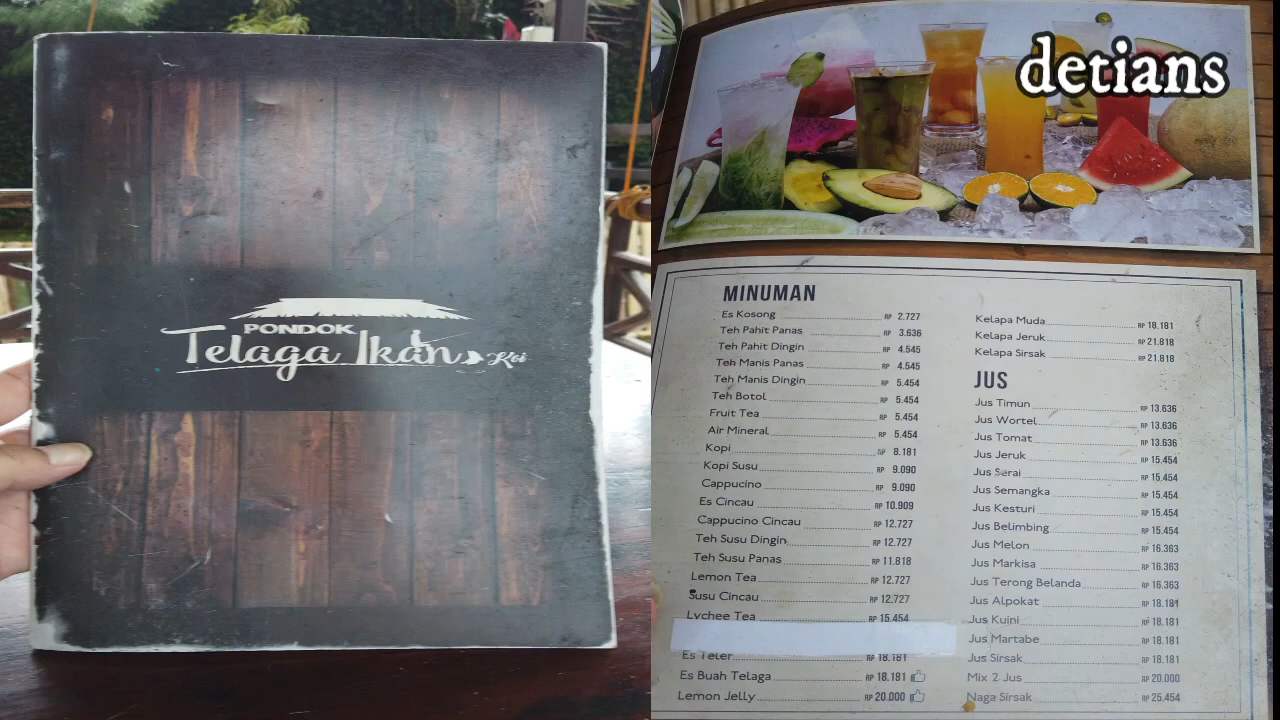 PONDOK
Telaga Ikan Koi
detians
MINUMAN
Es Kosong RP 2.727
Teh Pahit Panas RP 3.636
Teh Pahit Dingin RP 4.545
Teh Manis Panas RP 4.545
Teh Manis Dingin RP 5.454
Teh Botol RP 5.454
Fruit Tea RP 5.454
Air Mineral RP 5.454
Kopi RP 8.181
Kopi Susu RP 9.090
Cappucino RP 9.090
Es Cincau RP 10.909
Cappucino Cincau RP 12.727
Teh Susu Dingin RP 12.727
Teh Susu Panas RP 11.818
Lemon Tea RP 12.727
Susu Cincau RP 12.727
Lychee Tea RP 15.454
Es Teler RP 18.181
Es Buah Telaga RP 18.181
Lemon Jelly RP 20.000
Kelapa Muda RP 18.181
Kelapa Jeruk RP 21.818
Kelapa Sirsak RP 21.818
JUS
Jus Timun RP 13.636
Jus Wortel RP 13.636
Jus Tomat RP 13.636
Jus Jeruk RP 15.454
Jus Serai RP 15.454
Jus Semangka RP 15.454
Jus Kesturi RP 15.454
Jus Belimbing RP 15.454
Jus Melon RP 16.363
Jus Markisa RP 16.363
Jus Terong Belanda RP 16.363
Jus Alpokat RP 18.181
Jus Kuini RP 18.181
Jus Martabe RP 18.181
Jus Sirsak RP 18.181
Mix 2 Jus RP 20.000
Naga Sirsak RP 25.454